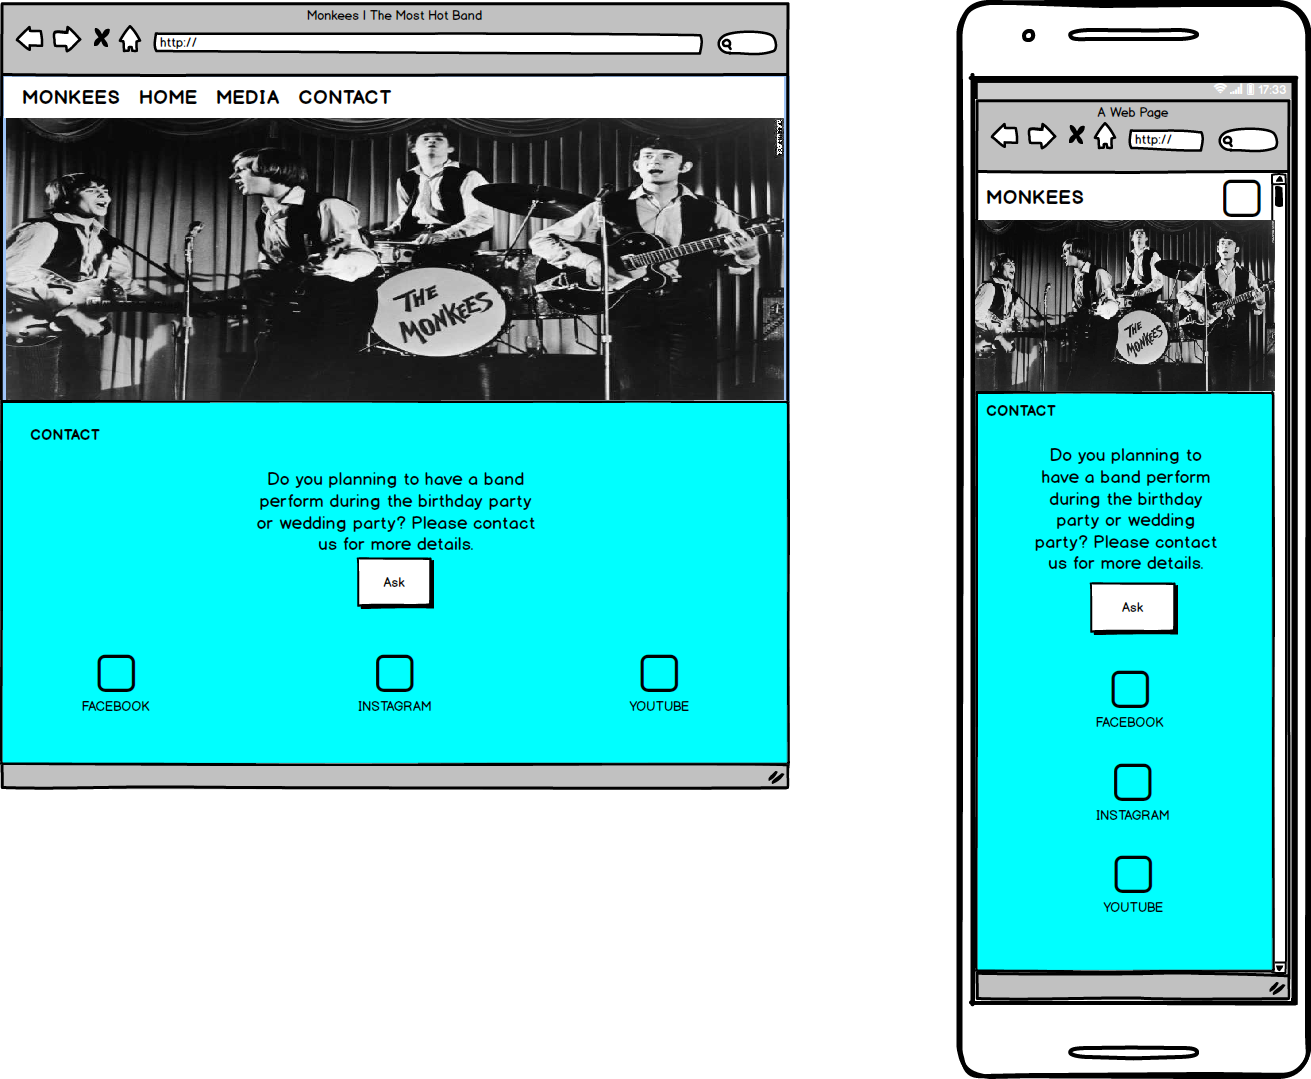 Monkees | The Most Hot Band
http://
MONKEES HOME MEDIA CONTACT
THE
MONKEES
CONTACT
Do you planning to have a band
perform during the birthday party
or wedding party? Please contact
us for more details.
Ask
FACEBOOK INSTAGRAM YOUTUBE
17:33
A Web Page
http://
MONKEES
THE
MONKEES
CONTACT
Do you planning to
have a band perform
during the birthday
party or wedding
party? Please contact
us for more details.
Ask
FACEBOOK
INSTAGRAM
YOUTUBE